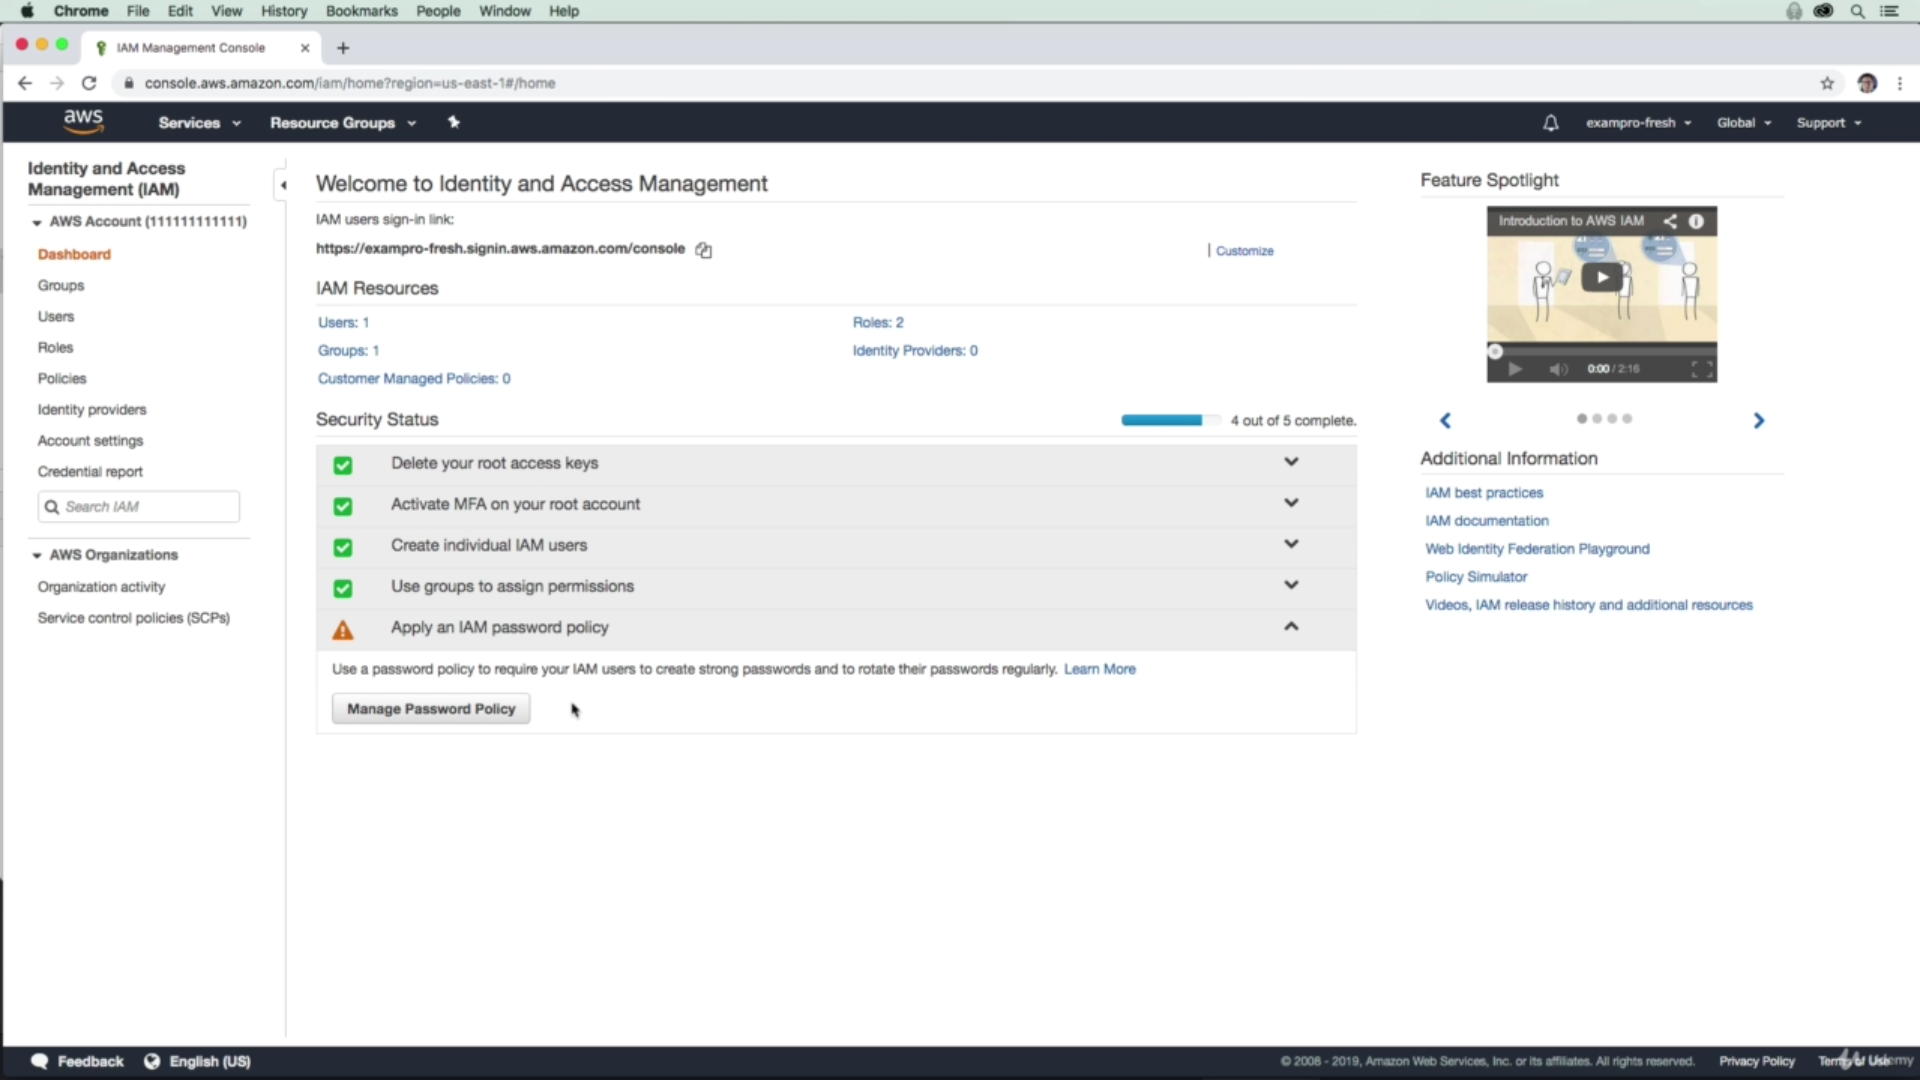 Chrome File Edit View History Bookmarks People Window Help
IAM Management Console
console.aws.amazon.com/iam/home?region=us-east-1#/home
aws Services Resource Groups exampro-fresh Global Support
Identity and Access
Management (IAM)
AWS Account (111111111111)
Dashboard
Groups
Users
Roles
Policies
Identity providers
Account settings
Credential report
Search IAM
AWS Organizations
Organization activity
Service control policies (SCPs)
Welcome to Identity and Access Management
IAM users sign-in link:
https://exampro-fresh.signin.aws.amazon.com/console
Customize
IAM Resources
Users: 1
Roles: 2
Groups: 1
Identity Providers: 0
Customer Managed Policies: 0
Security Status
4 out of 5 complete.
Delete your root access keys
Activate MFA on your root account
Create individual IAM users
Use groups to assign permissions
Apply an IAM password policy
Use a password policy to require your IAM users to create strong passwords and to rotate their passwords regularly. Learn More
Manage Password Policy
Feature Spotlight
Introduction to AWS IAM
0:00 / 2:16
Additional Information
IAM best practices
IAM documentation
Web Identity Federation Playground
Policy Simulator
Videos, IAM release history and additional resources
Feedback English (US)
© 2008 - 2019, Amazon Web Services, Inc. or its affiliates. All rights reserved. Privacy Policy Terms of Use
Udemy